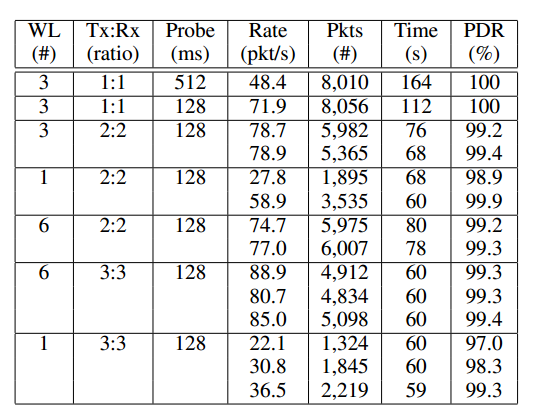 WL Tx:Rx Probe Rate Pkts Time PDR
(#) (ratio) (ms) (pkt/s) (#) (s) (%)
3 1:1 512 48.4 8,010 164 100
3 1:1 128 71.9 8,056 112 100
3 2:2 128 78.7 5,982 76 99.2
78.9 5,365 68 99.4
1 2:2 128 27.8 1,895 68 98.9
58.9 3,535 60 99.9
6 2:2 128 74.7 5,975 80 99.2
77.0 6,007 78 99.3
6 3:3 128 88.9 4,912 60 99.3
80.7 4,834 60 99.3
85.0 5,098 60 99.4
1 3:3 128 22.1 1,324 60 97.0
30.8 1,845 60 98.3
36.5 2,219 59 99.3